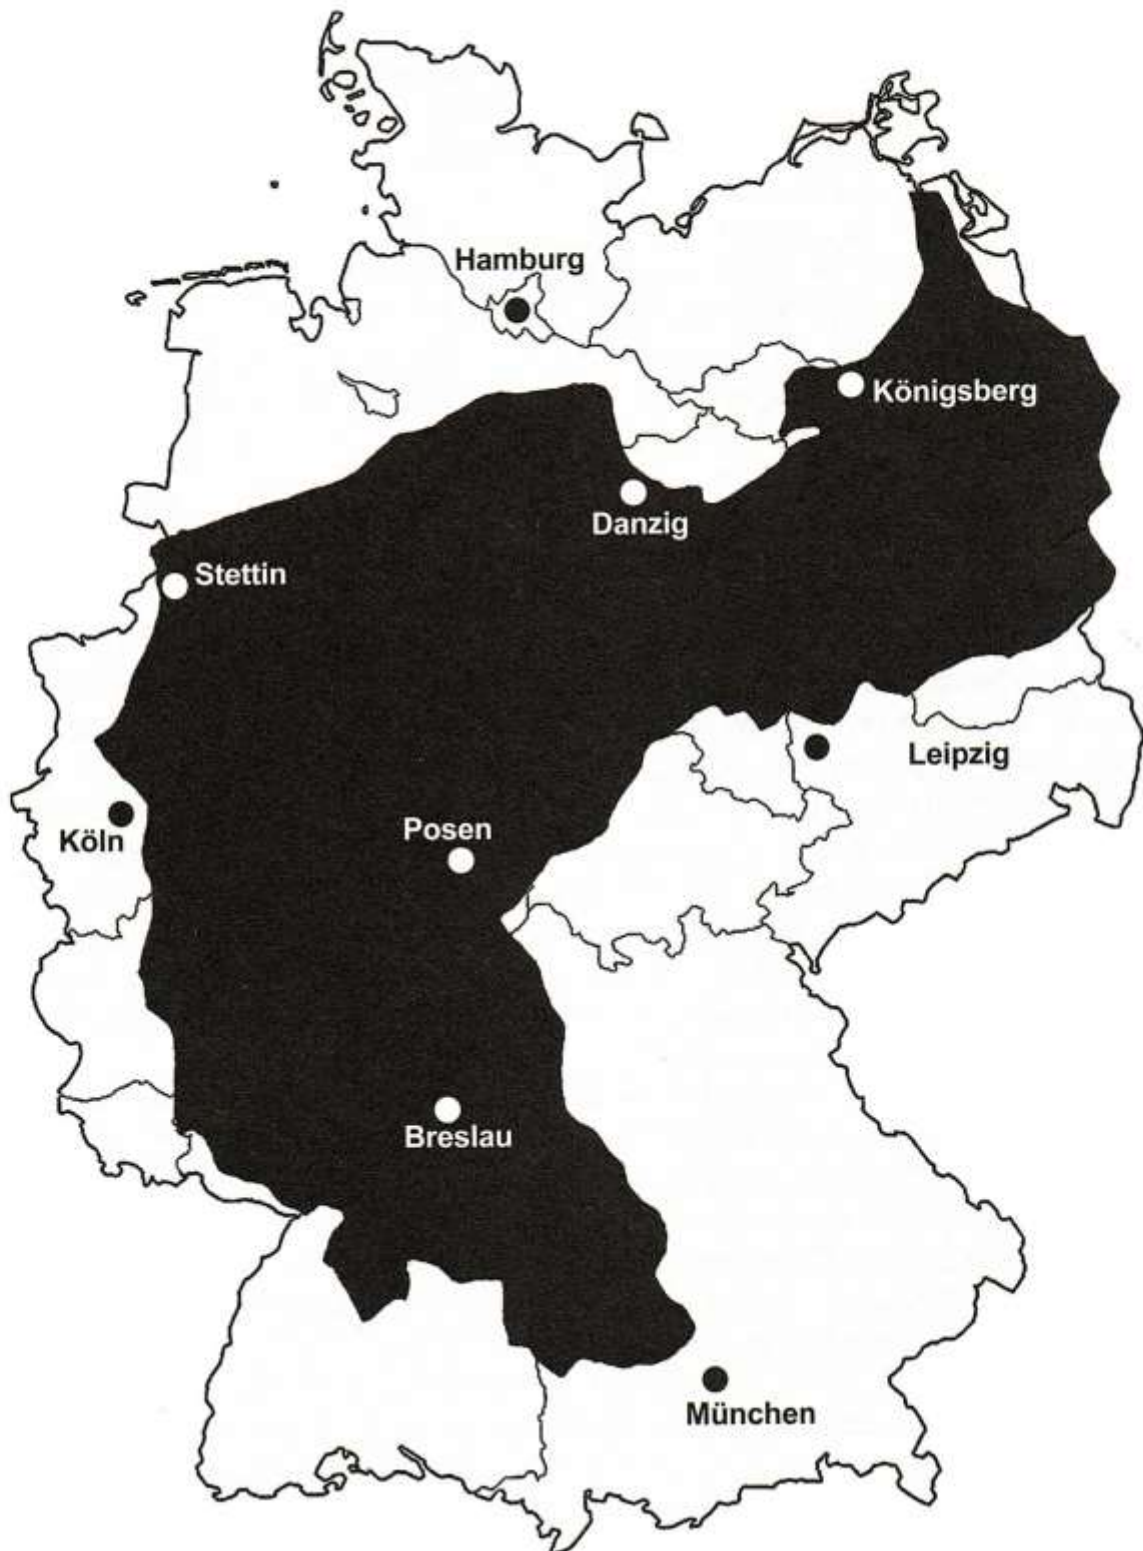 Hamburg
Königsberg
Danzig
Stettin
Leipzig
Köln
Posen
Breslau
München